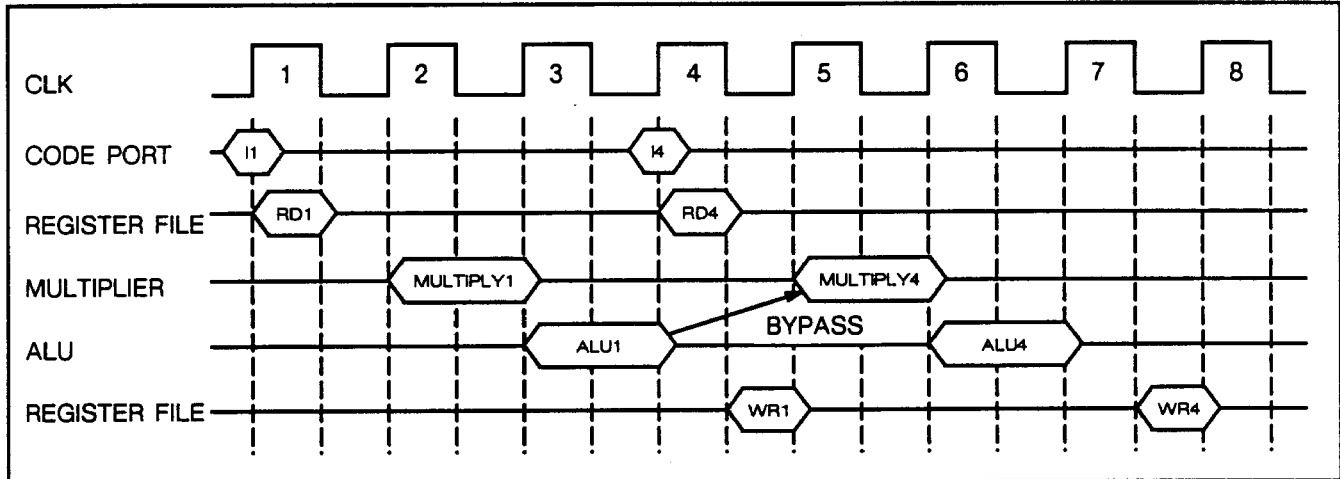 CLK 1 2 3 4 5 6 7 8
CODE PORT I1 I4
REGISTER FILE RD1 RD4
MULTIPLIER MULTIPLY1 MULTIPLY4
BYPASS
ALU ALU1 ALU4
REGISTER FILE WR1 WR4